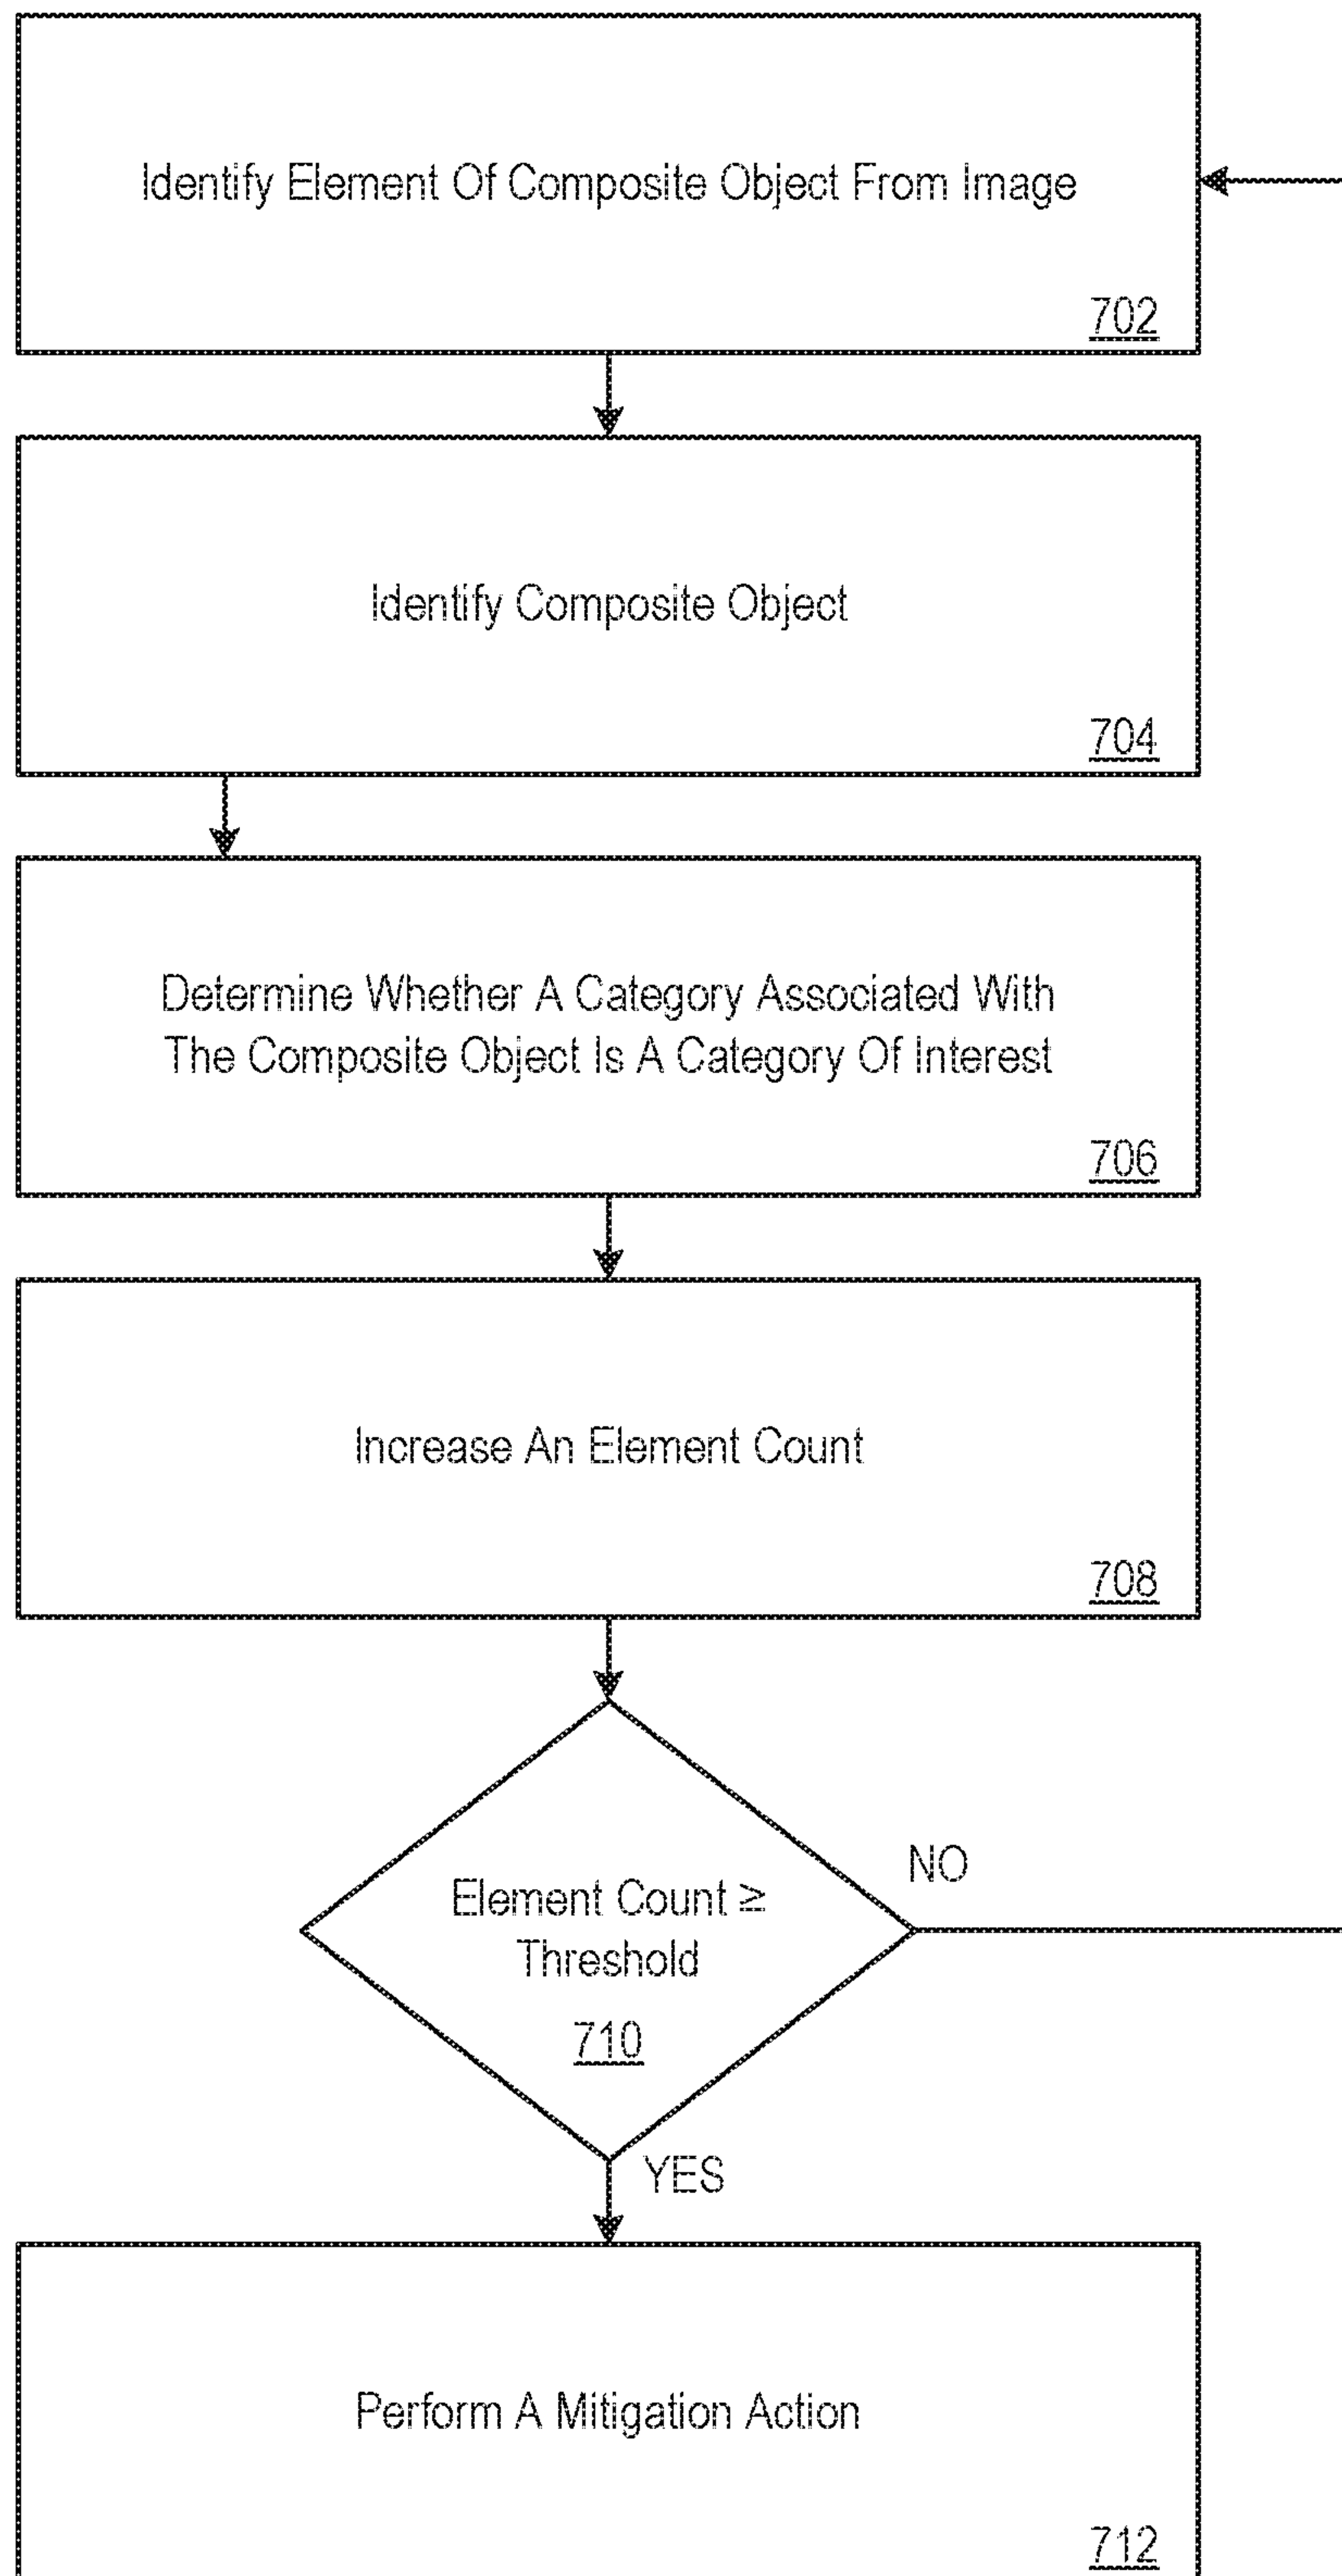 Identify Element Of Composite Object From Image
702
Identify Composite Object
704
Determine Whether A Category Associated With
The Composite Object Is A Category Of Interest
706
Increase An Element Count
708
NO
Element Count ≥
Threshold
710
YES
Perform A Mitigation Action
712